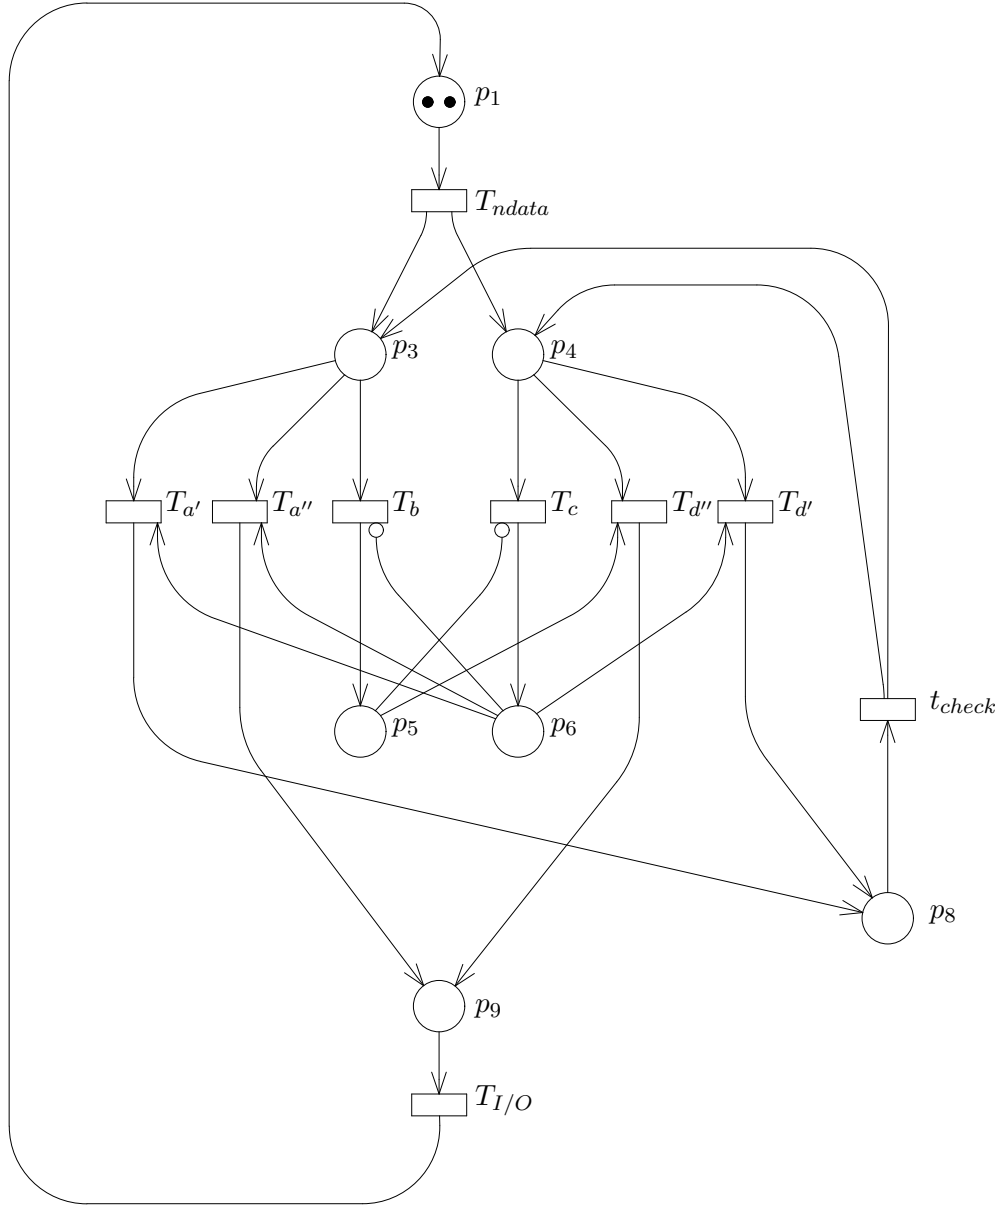 p₁
T_ndata
p₃
p₄
T_a′
T_a″
T_b
T_c
T_d″
T_d′
p₅
p₆
t_check
p₈
p₉
T_I/O